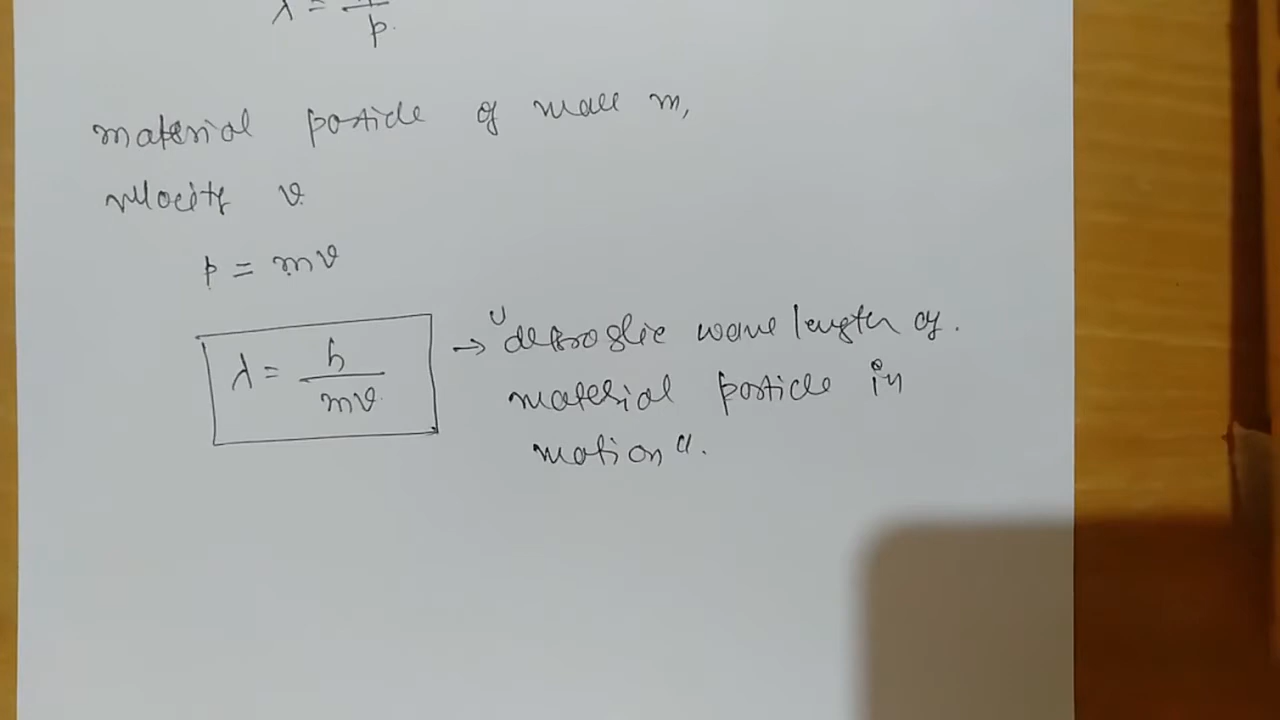 λ = h/p.
material particle of mass m,
velocity v.
p = mv
λ = h/mv → "debroglie wave length of.
material particle in
motion".